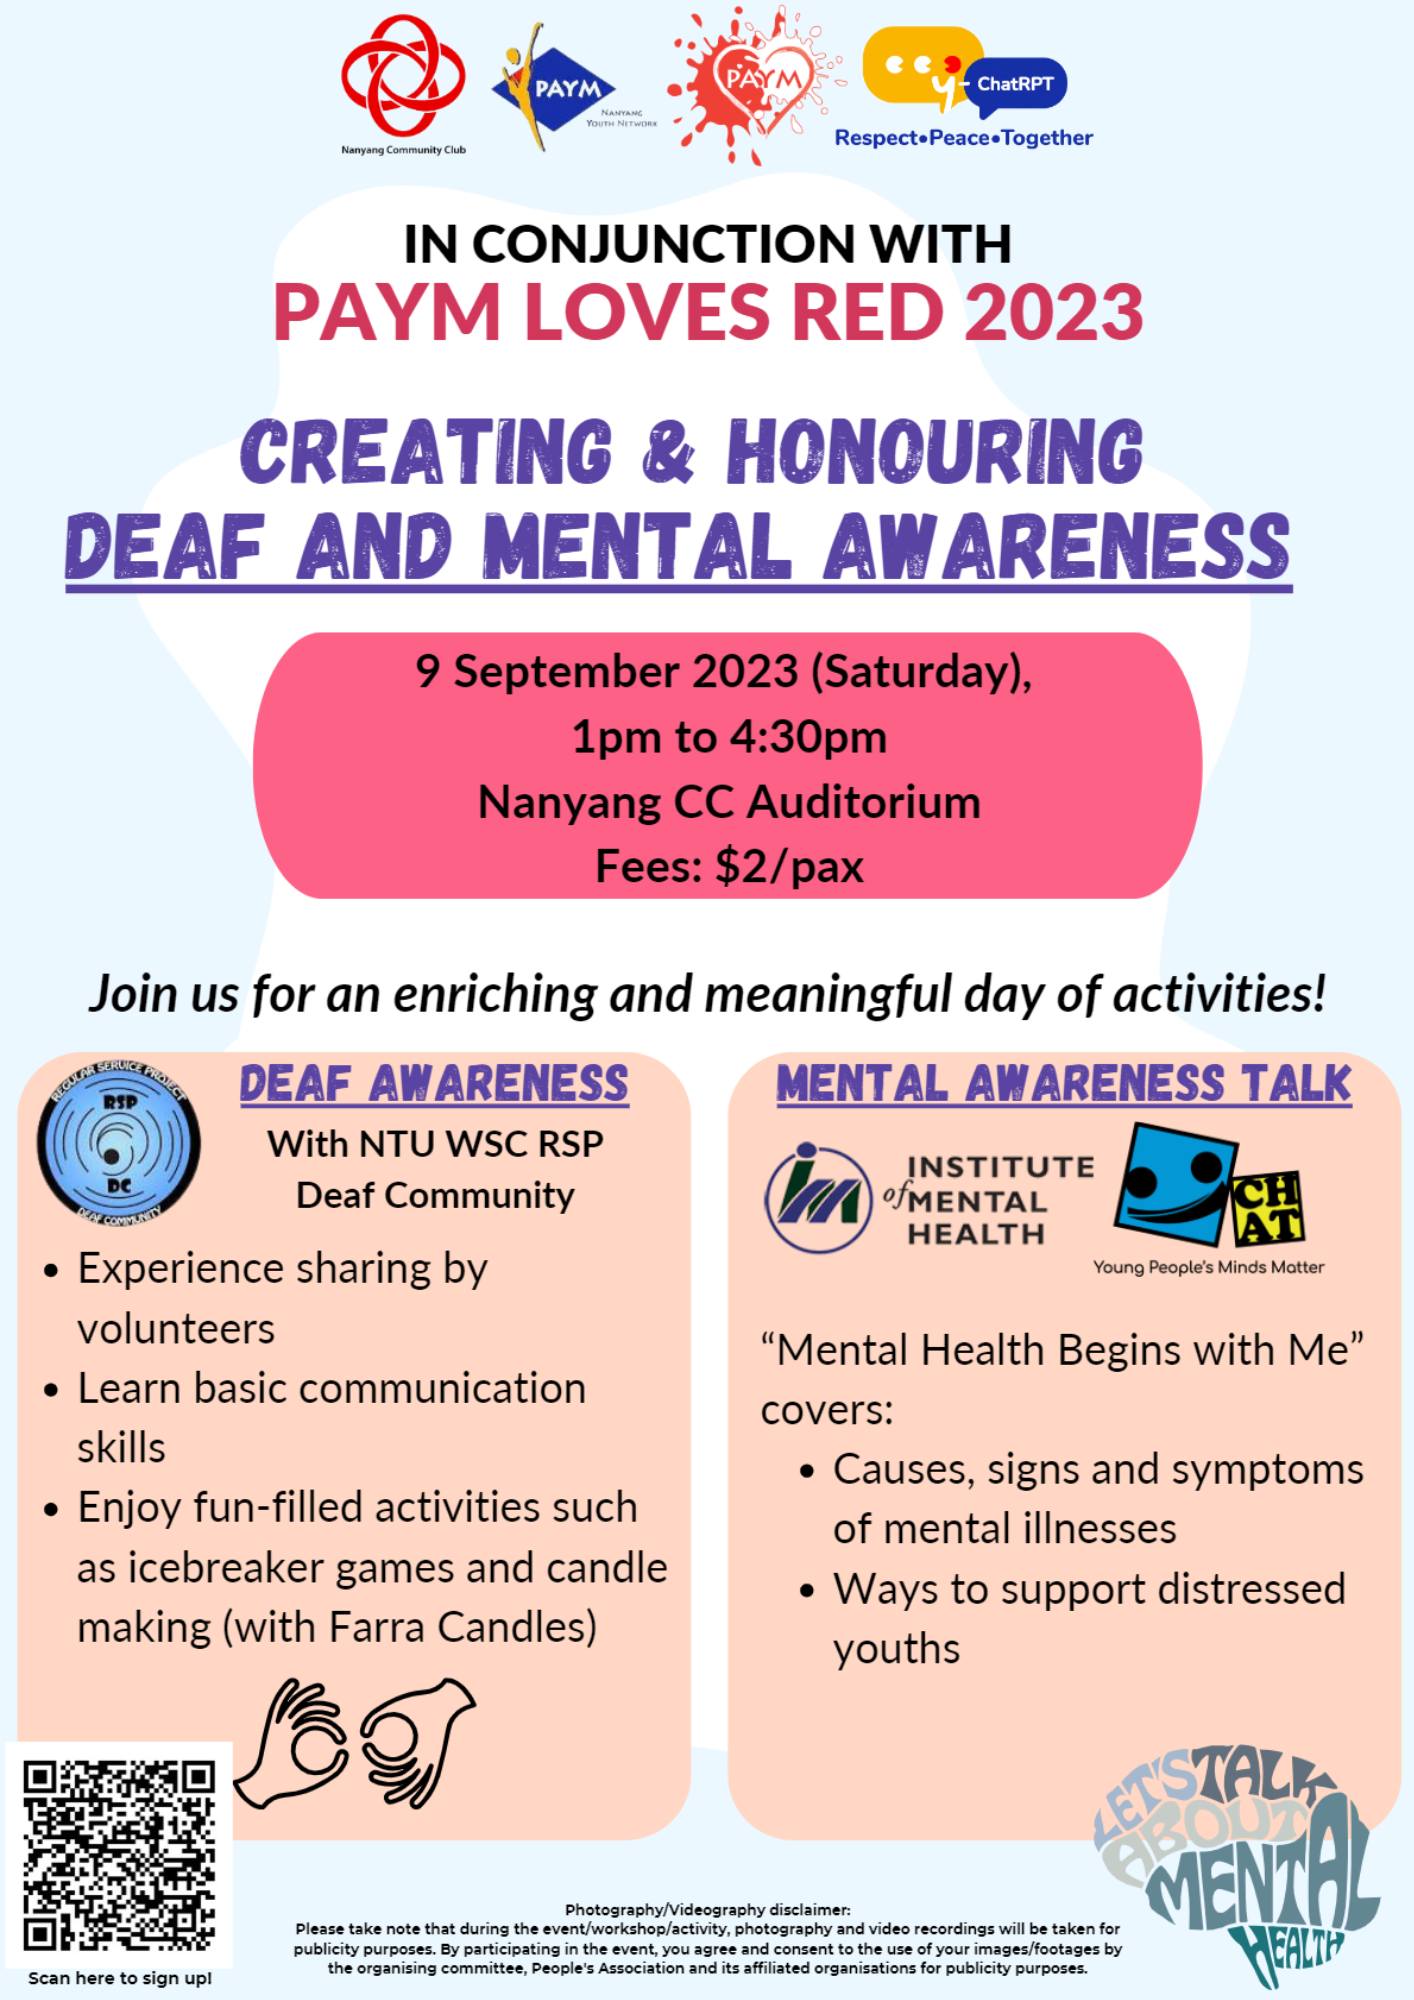 Nanyang Community Club
PAYM
NANYANG
YOUTH NETWORK
PAYM
ccy-ChatRPT
Respect•Peace•Together
IN CONJUNCTION WITH
PAYM LOVES RED 2023
CREATING & HONOURING
DEAF AND MENTAL AWARENESS
9 September 2023 (Saturday),
1pm to 4:30pm
Nanyang CC Auditorium
Fees: $2/pax
Join us for an enriching and meaningful day of activities!
REGULAR SERVICE PROJECT
RSP
DC
DEAF COMMUNITY
DEAF AWARENESS
With NTU WSC RSP
Deaf Community
• Experience sharing by
volunteers
• Learn basic communication
skills
• Enjoy fun-filled activities such
as icebreaker games and candle
making (with Farra Candles)
MENTAL AWARENESS TALK
INSTITUTE
of MENTAL
HEALTH
CH
AT
Young People's Minds Matter
“Mental Health Begins with Me”
covers:
• Causes, signs and symptoms
of mental illnesses
• Ways to support distressed
youths
LET'S TALK
ABOUT
MENTAL
HEALTH
Scan here to sign up!
Photography/Videography disclaimer:
Please take note that during the event/workshop/activity, photography and video recordings will be taken for
publicity purposes. By participating in the event, you agree and consent to the use of your images/footages by
the organising committee, People's Association and its affiliated organisations for publicity purposes.